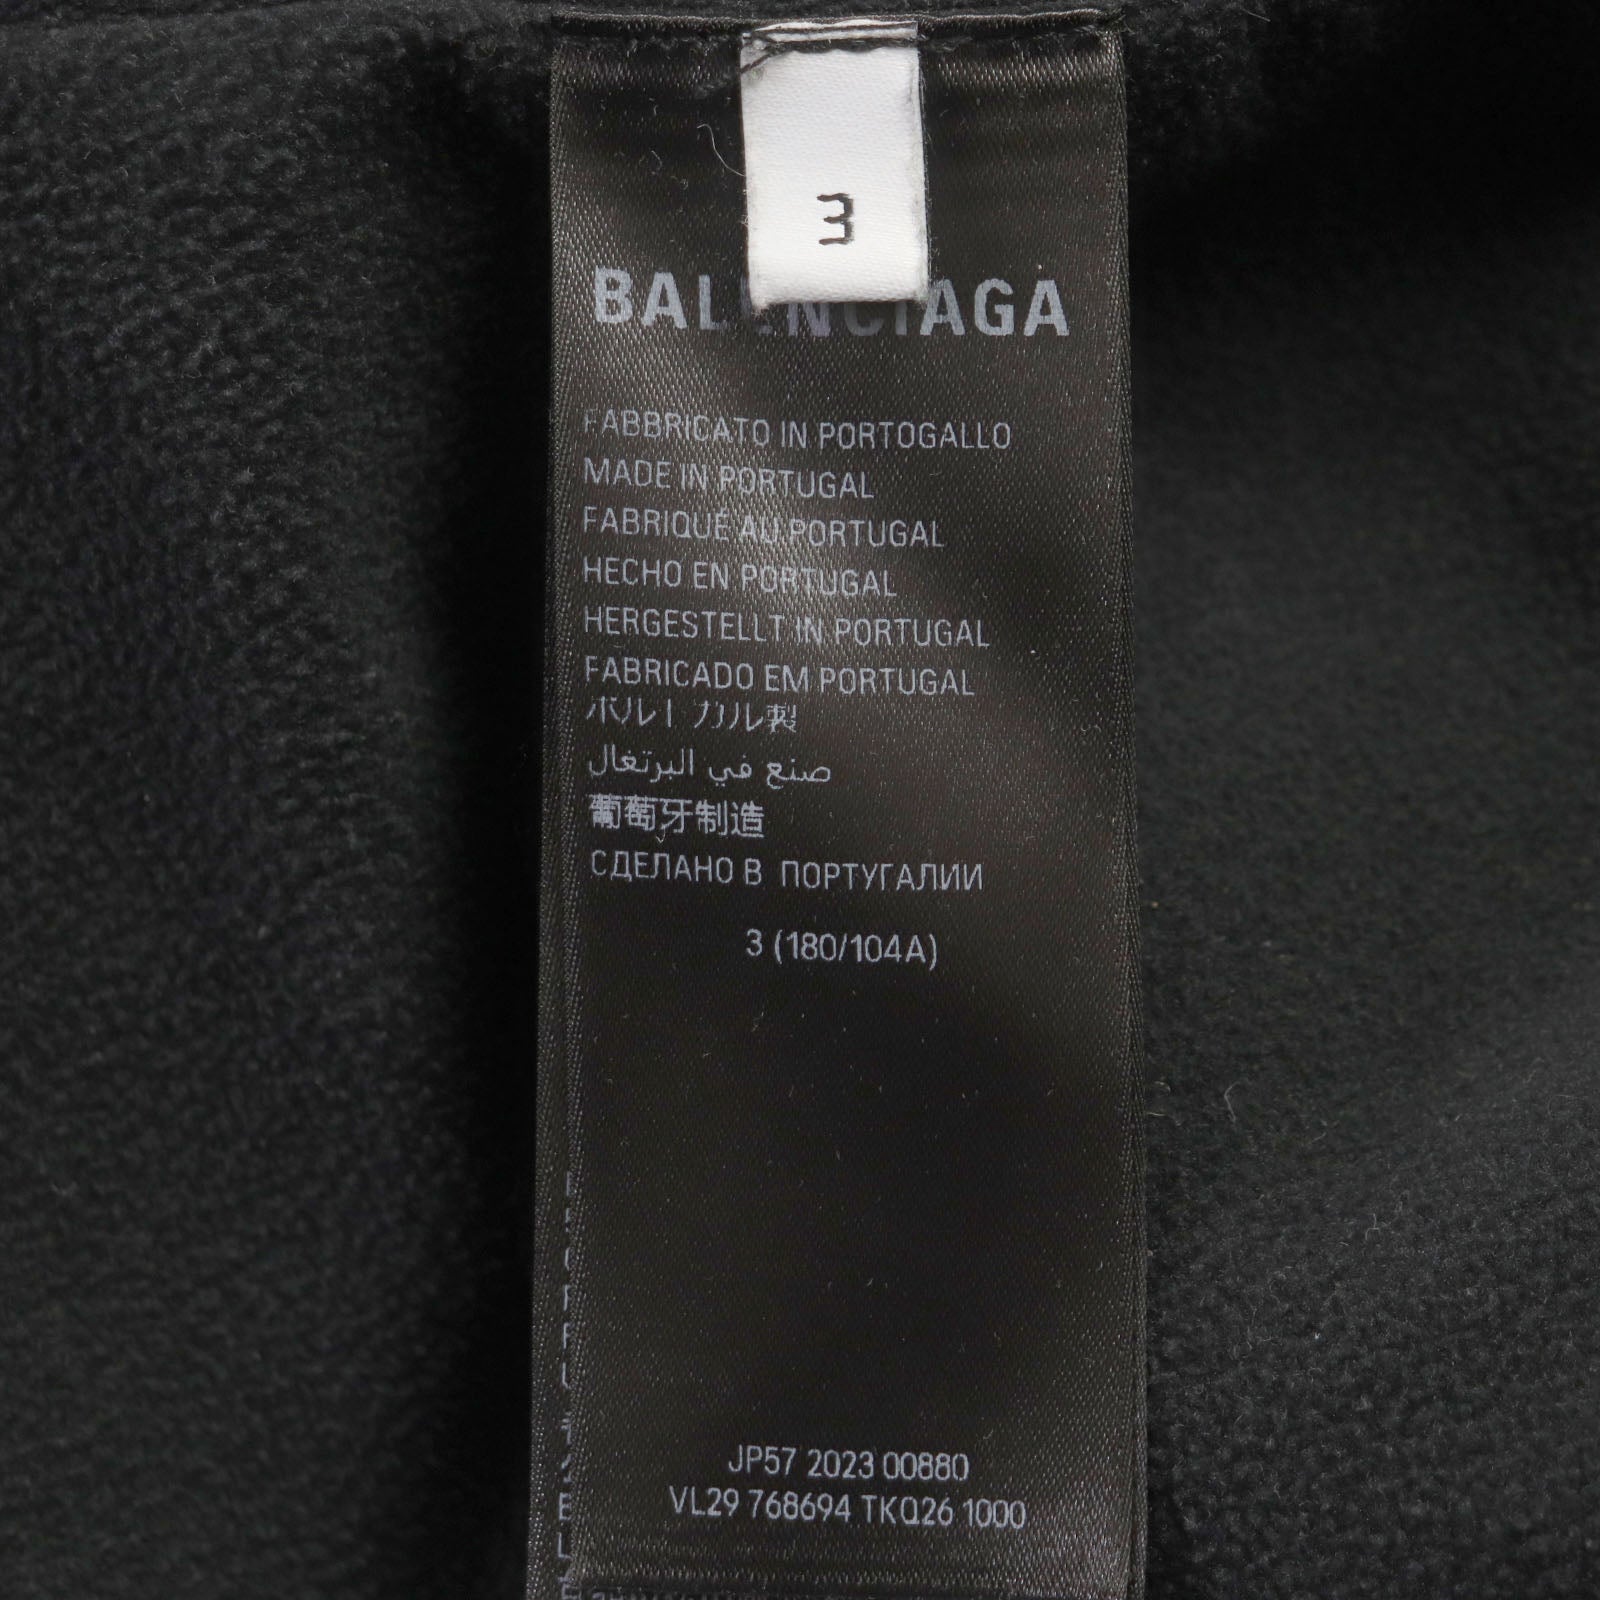 3
BALENCIAGA
FABBRICATO IN PORTOGALLO
MADE IN PORTUGAL
FABRIQUÉ AU PORTUGAL
HECHO EN PORTUGAL
HERGESTELLT IN PORTUGAL
FABRICADO EM PORTUGAL
ポルトガル製
صنع في البرتغال
葡萄牙制造
СДЕЛАНО В ПОРТУГАЛИИ
3 (180/104A)
JP57 2023 00880
VL29 768694 TKQ26 1000